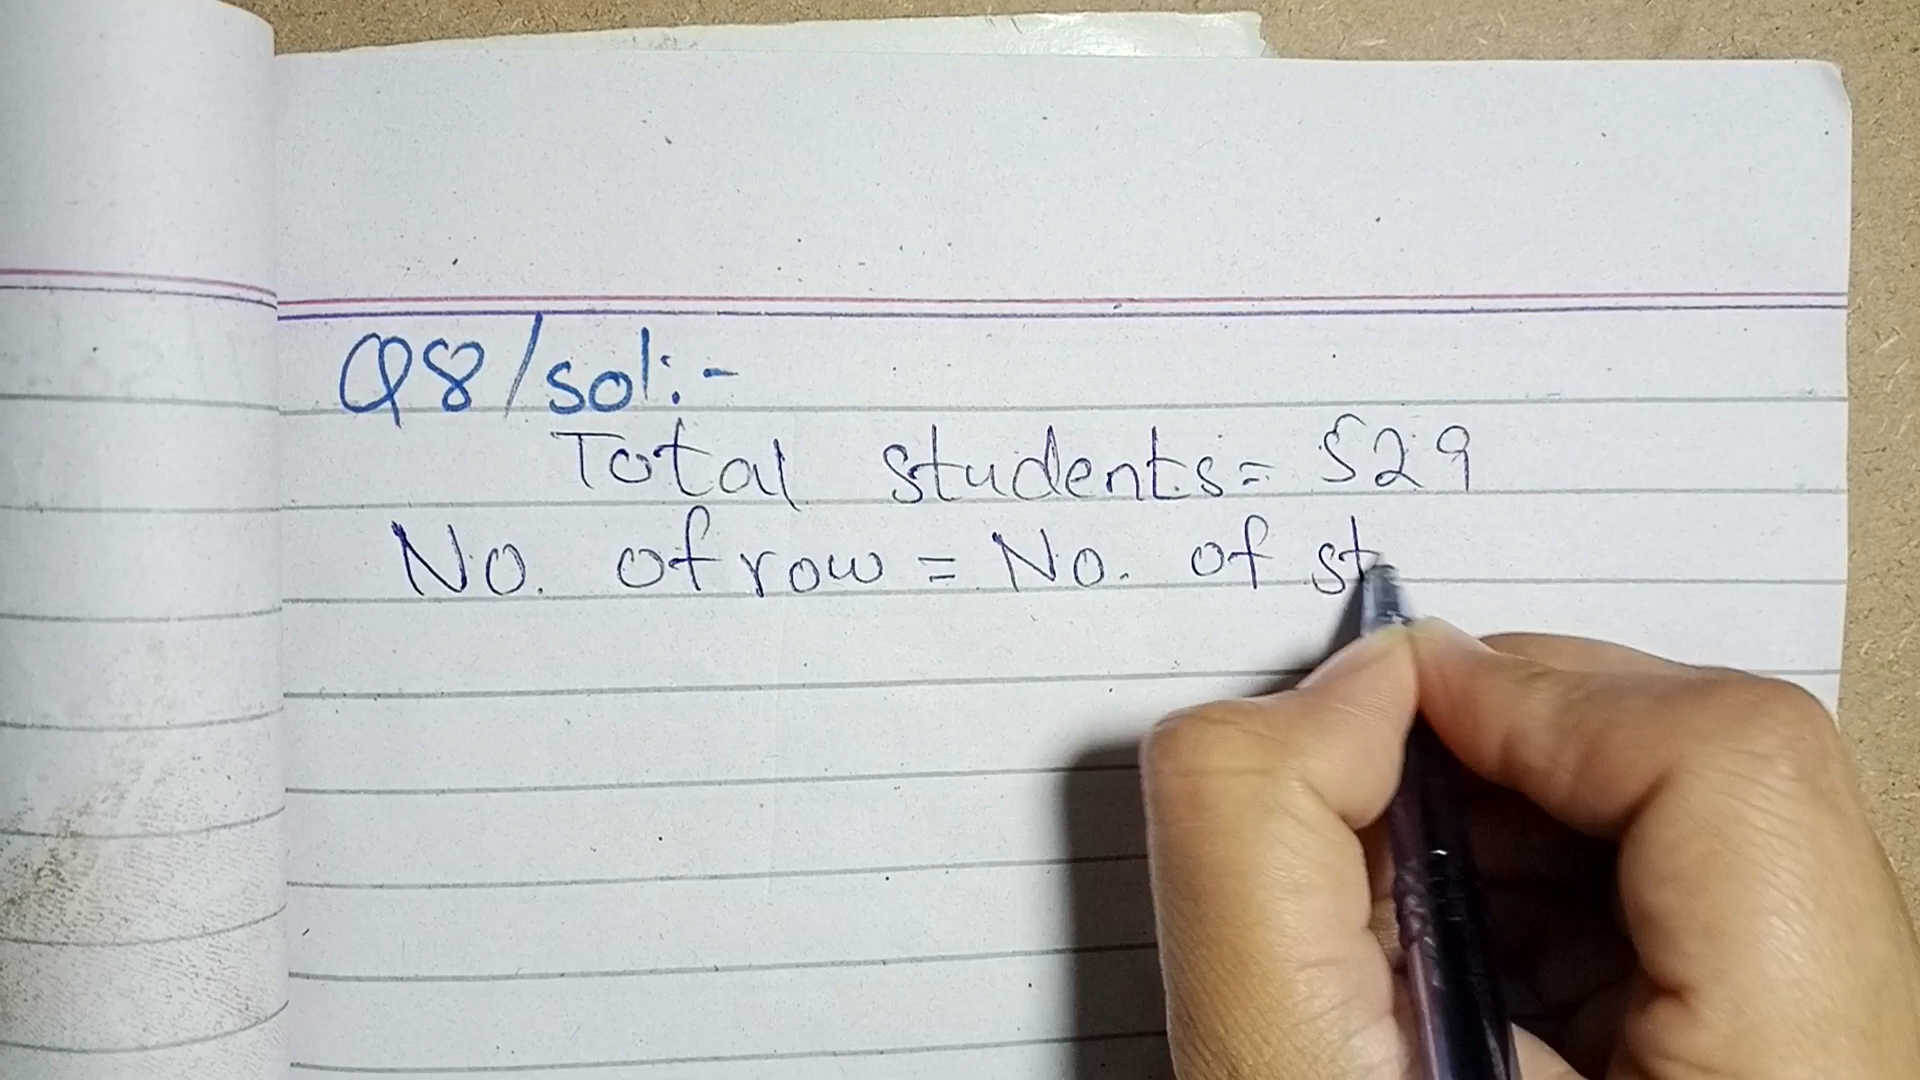 Q8/sol:-
Total students= 529
No. of row = No. of st